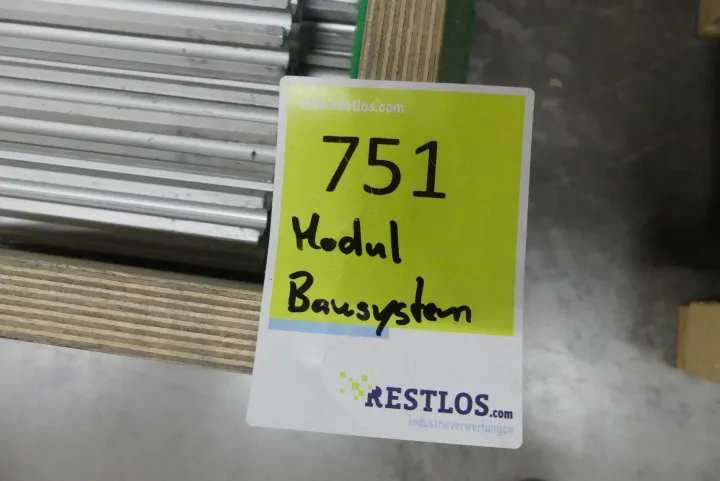 www.restlos.com
751
Modul
Bausystem
RESTLOS.com
Industrieverwertungen